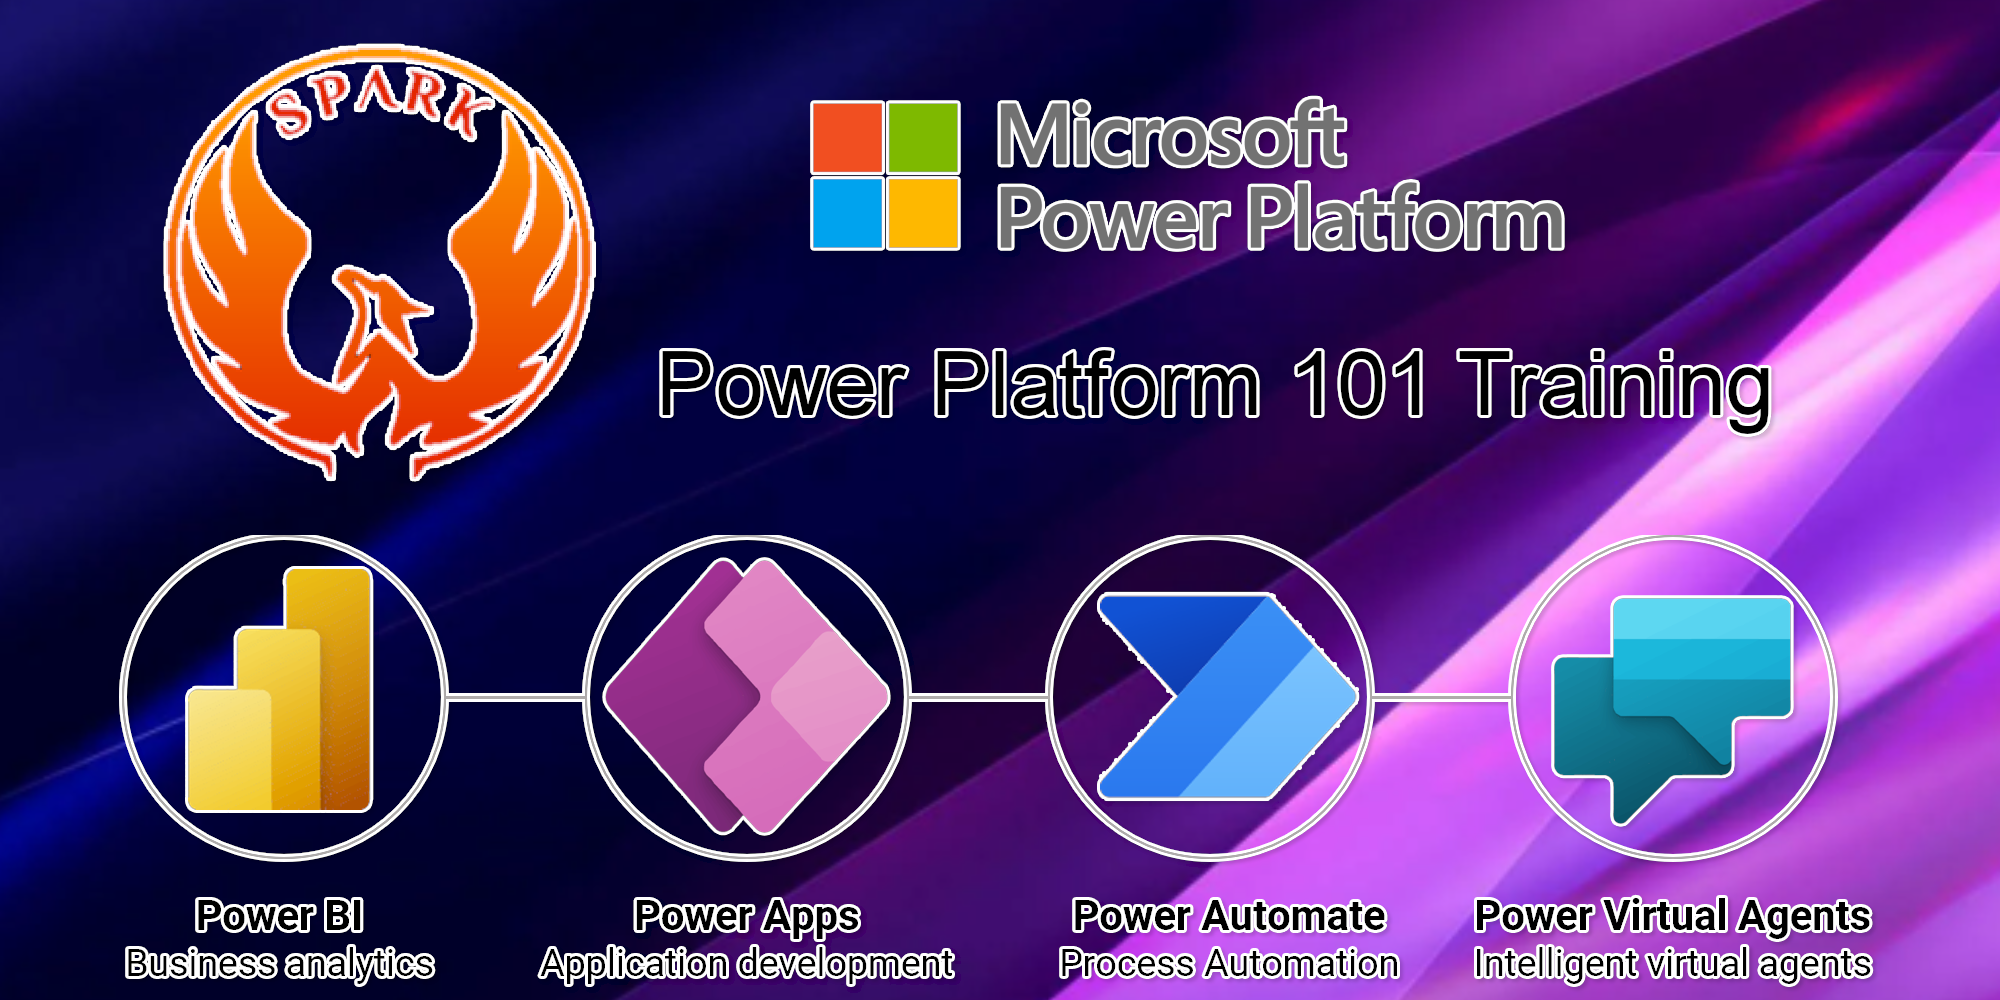 SPARK
Microsoft
Power Platform
Power Platform 101 Training
Power BI
Business analytics
Power Apps
Application development
Power Automate
Process Automation
Power Virtual Agents
Intelligent virtual agents